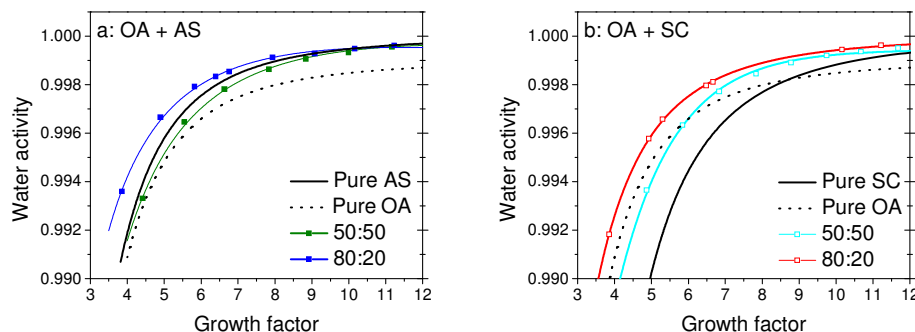 a: OA + AS
Water activity
1.000
0.998
0.996
0.994
0.992
0.990
3 4 5 6 7 8 9 10 11 12
Growth factor
Pure AS
Pure OA
50:50
80:20
b: OA + SC
Water activity
1.000
0.998
0.996
0.994
0.992
0.990
3 4 5 6 7 8 9 10 11 12
Growth factor
Pure SC
Pure OA
50:50
80:20